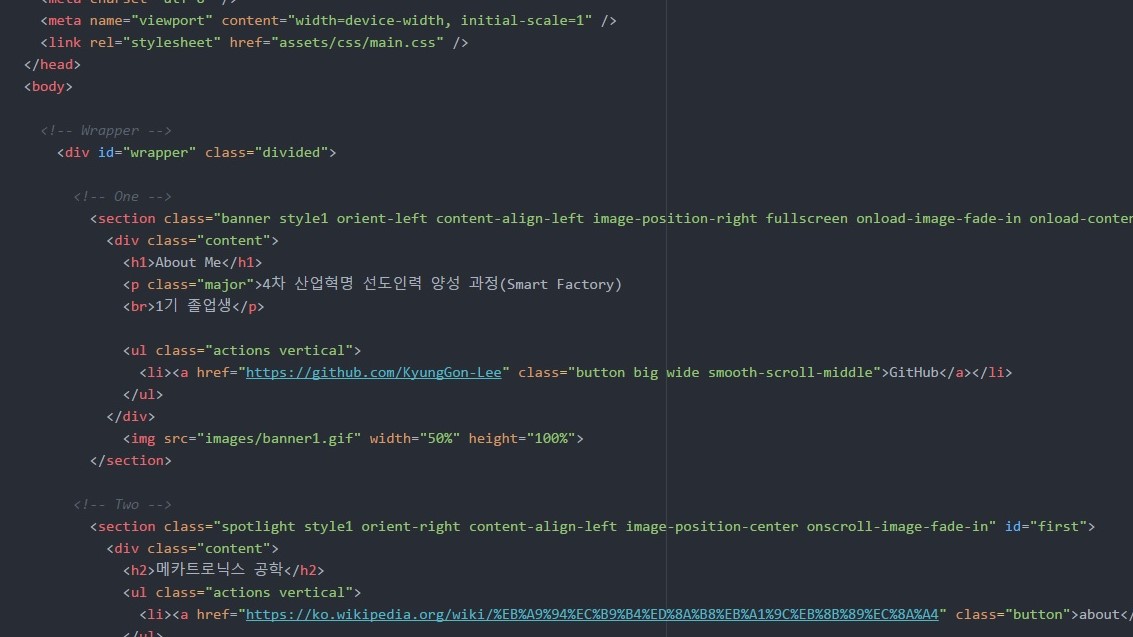 <meta charset="utf-8" />
<meta name="viewport" content="width=device-width, initial-scale=1" />
<link rel="stylesheet" href="assets/css/main.css" />
</head>
<body>
<!-- Wrapper -->
<div id="wrapper" class="divided">
<!-- One -->
<section class="banner style1 orient-left content-align-left image-position-right fullscreen onload-image-fade-in onload-conten
<div class="content">
<h1>About Me</h1>
<p class="major">4차 산업혁명 선도인력 양성 과정(Smart Factory)
<br>1기 졸업생</p>
<ul class="actions vertical">
<li><a href="https://github.com/KyungGon-Lee" class="button big wide smooth-scroll-middle">GitHub</a></li>
</ul>
</div>
<img src="images/banner1.gif" width="50%" height="100%">
</section>
<!-- Two -->
<section class="spotlight style1 orient-right content-align-left image-position-center onscroll-image-fade-in" id="first">
<div class="content">
<h2>메카트로닉스 공학</h2>
<ul class="actions vertical">
<li><a href="https://ko.wikipedia.org/wiki/%EB%A9%94%EC%B9%B4%ED%8A%B8%EB%A1%9C%EB%8B%89%EC%8A%A4" class="button">about</
</ul>